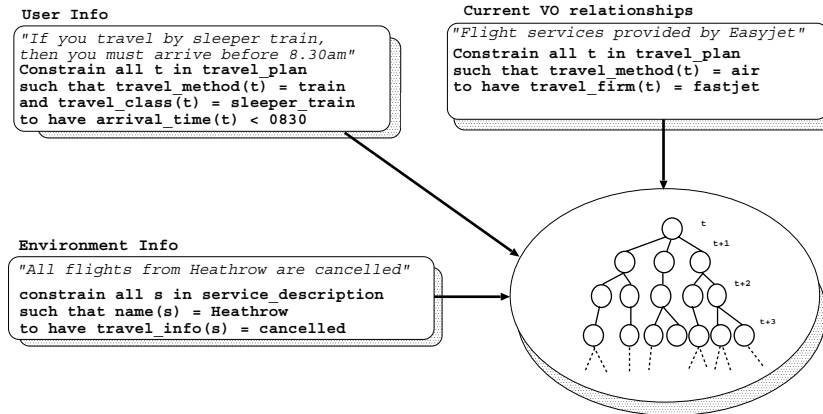 User Info
"If you travel by sleeper train,
then you must arrive before 8.30am"
Constrain all t in travel_plan
such that travel_method(t) = train
and travel_class(t) = sleeper_train
to have arrival_time(t) < 0830
Current VO relationships
"Flight services provided by Easyjet"
Constrain all t in travel_plan
such that travel_method(t) = air
to have travel_firm(t) = fastjet
Environment Info
"All flights from Heathrow are cancelled"
constrain all s in service_description
such that name(s) = Heathrow
to have travel_info(s) = cancelled
t
t+1
t+2
t+3